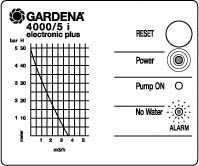 GARDENA
4000/5 i
electronic plus
bar H
5 50
4 40
3 30
2 20
1 10
meter
1 2 3 4 5
m3/h
RESET
Power
Pump ON
No Water
ALARM